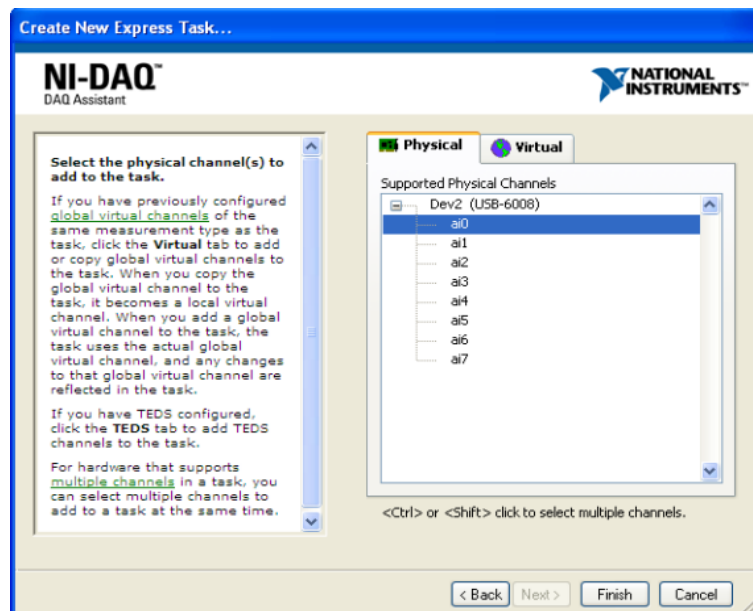 Create New Express Task...
NI-DAQ™
DAQ Assistant
NATIONAL
INSTRUMENTS™
Select the physical channel(s) to
add to the task.
If you have previously configured
global virtual channels of the
same measurement type as the
task, click the Virtual tab to add
or copy global virtual channels to
the task. When you copy the
global virtual channel to the
task, it becomes a local virtual
channel. When you add a global
virtual channel to the task, the
task uses the actual global
virtual channel, and any changes
to that global virtual channel are
reflected in the task.
If you have TEDS configured,
click the TEDS tab to add TEDS
channels to the task.
For hardware that supports
multiple channels in a task, you
can select multiple channels to
add to a task at the same time.
Physical
Virtual
Supported Physical Channels
Dev2 (USB-6008)
ai0
ai1
ai2
ai3
ai4
ai5
ai6
ai7
<Ctrl> or <Shift> click to select multiple channels.
< Back
Next >
Finish
Cancel